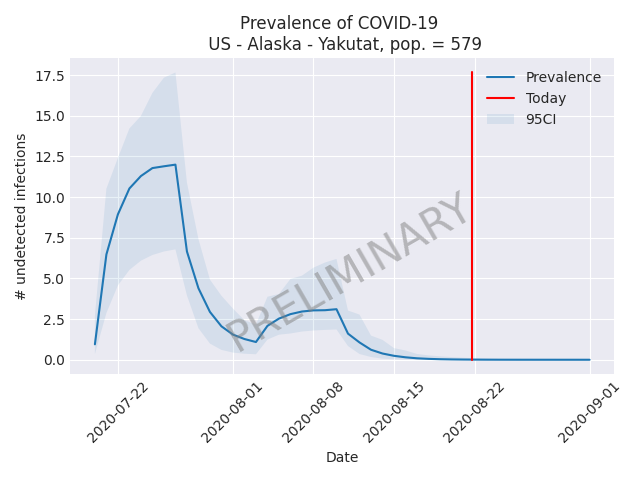 Prevalence of COVID-19
US - Alaska - Yakutat, pop. = 579
17.5
15.0
12.5
10.0
7.5
5.0
2.5
0.0
# undetected infections
Prevalence
Today
95CI
PRELIMINARY
2020-07-22
2020-08-01
2020-08-08
2020-08-15
2020-08-22
2020-09-01
Date